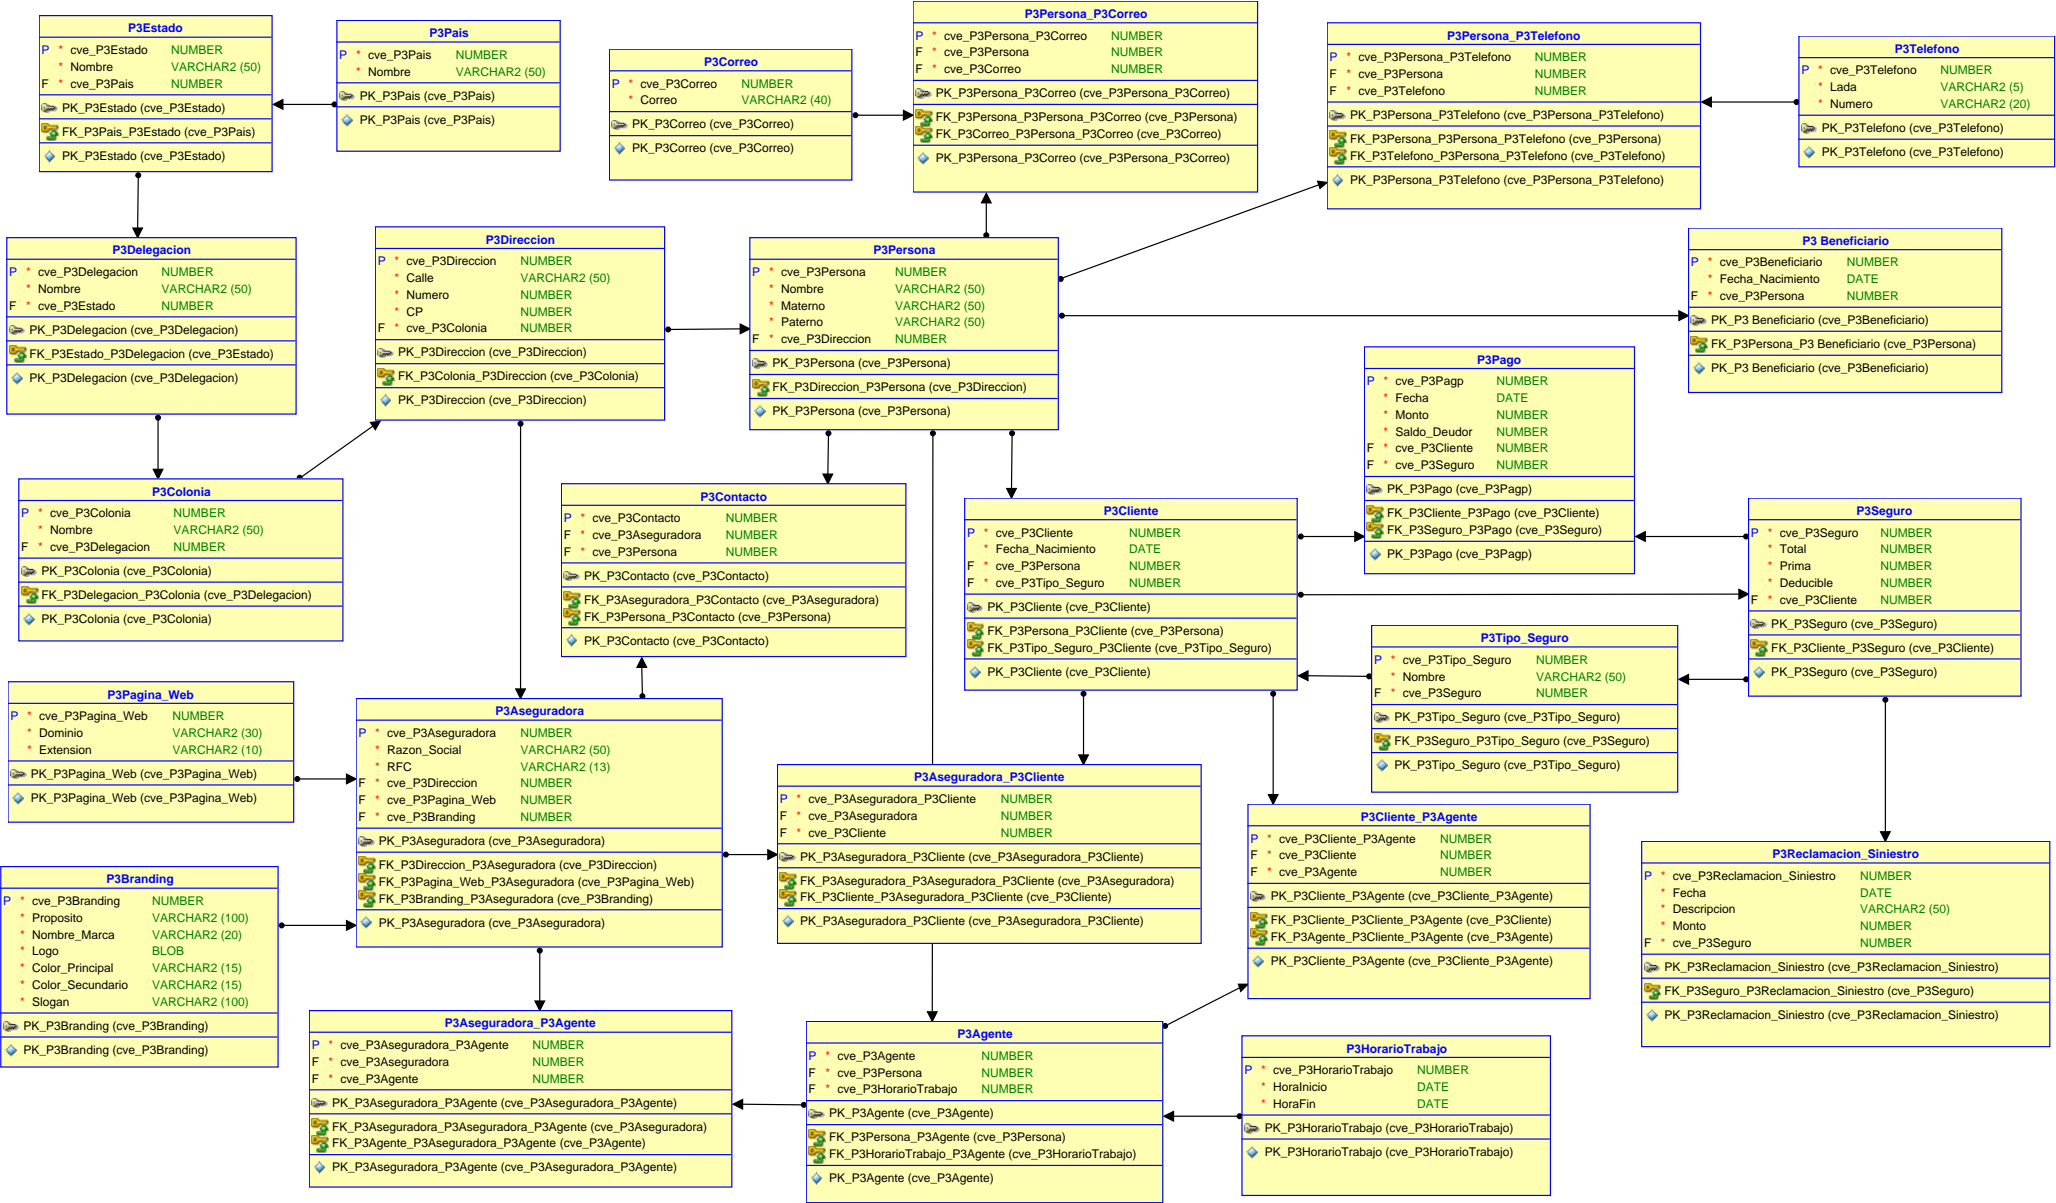 P3Estado
P * cve_P3Estado NUMBER
* Nombre VARCHAR2 (50)
F * cve_P3Pais NUMBER
PK_P3Estado (cve_P3Estado)
FK_P3Pais_P3Estado (cve_P3Pais)
PK_P3Estado (cve_P3Estado)
P3Pais
P * cve_P3Pais NUMBER
* Nombre VARCHAR2 (50)
PK_P3Pais (cve_P3Pais)
PK_P3Pais (cve_P3Pais)
P3Correo
P * cve_P3Correo NUMBER
* Correo VARCHAR2 (40)
PK_P3Correo (cve_P3Correo)
PK_P3Correo (cve_P3Correo)
P3Persona_P3Correo
P * cve_P3Persona_P3Correo NUMBER
F * cve_P3Persona NUMBER
F * cve_P3Correo NUMBER
PK_P3Persona_P3Correo (cve_P3Persona_P3Correo)
FK_P3Persona_P3Persona_P3Correo (cve_P3Persona)
FK_P3Correo_P3Persona_P3Correo (cve_P3Correo)
PK_P3Persona_P3Correo (cve_P3Persona_P3Correo)
P3Persona_P3Telefono
P * cve_P3Persona_P3Telefono NUMBER
F * cve_P3Persona NUMBER
F * cve_P3Telefono NUMBER
PK_P3Persona_P3Telefono (cve_P3Persona_P3Telefono)
FK_P3Persona_P3Persona_P3Telefono (cve_P3Persona)
FK_P3Telefono_P3Persona_P3Telefono (cve_P3Telefono)
PK_P3Persona_P3Telefono (cve_P3Persona_P3Telefono)
P3Telefono
P * cve_P3Telefono NUMBER
* Lada VARCHAR2 (5)
* Numero VARCHAR2 (20)
PK_P3Telefono (cve_P3Telefono)
PK_P3Telefono (cve_P3Telefono)
P3Delegacion
P * cve_P3Delegacion NUMBER
* Nombre VARCHAR2 (50)
F * cve_P3Estado NUMBER
PK_P3Delegacion (cve_P3Delegacion)
FK_P3Estado_P3Delegacion (cve_P3Estado)
PK_P3Delegacion (cve_P3Delegacion)
P3Direccion
P * cve_P3Direccion NUMBER
* Calle VARCHAR2 (50)
* Numero NUMBER
* CP NUMBER
F * cve_P3Colonia NUMBER
PK_P3Direccion (cve_P3Direccion)
FK_P3Colonia_P3Direccion (cve_P3Colonia)
PK_P3Direccion (cve_P3Direccion)
P3Persona
P * cve_P3Persona NUMBER
* Nombre VARCHAR2 (50)
* Materno VARCHAR2 (50)
* Paterno VARCHAR2 (50)
F * cve_P3Direccion NUMBER
PK_P3Persona (cve_P3Persona)
FK_P3Direccion_P3Persona (cve_P3Direccion)
PK_P3Persona (cve_P3Persona)
P3 Beneficiario
P * cve_P3Beneficiario NUMBER
* Fecha_Nacimiento DATE
F * cve_P3Persona NUMBER
PK_P3 Beneficiario (cve_P3Beneficiario)
FK_P3Persona_P3 Beneficiario (cve_P3Persona)
PK_P3 Beneficiario (cve_P3Beneficiario)
P3Pago
P * cve_P3Pagp NUMBER
* Fecha DATE
* Monto NUMBER
* Saldo_Deudor NUMBER
F * cve_P3Cliente NUMBER
F * cve_P3Seguro NUMBER
PK_P3Pago (cve_P3Pagp)
FK_P3Cliente_P3Pago (cve_P3Cliente)
FK_P3Seguro_P3Pago (cve_P3Seguro)
PK_P3Pago (cve_P3Pagp)
P3Colonia
P * cve_P3Colonia NUMBER
* Nombre VARCHAR2 (50)
F * cve_P3Delegacion NUMBER
PK_P3Colonia (cve_P3Colonia)
FK_P3Delegacion_P3Colonia (cve_P3Delegacion)
PK_P3Colonia (cve_P3Colonia)
P3Contacto
P * cve_P3Contacto NUMBER
F * cve_P3Aseguradora NUMBER
F * cve_P3Persona NUMBER
PK_P3Contacto (cve_P3Contacto)
FK_P3Aseguradora_P3Contacto (cve_P3Aseguradora)
FK_P3Persona_P3Contacto (cve_P3Persona)
PK_P3Contacto (cve_P3Contacto)
P3Cliente
P * cve_P3Cliente NUMBER
* Fecha_Nacimiento DATE
F * cve_P3Persona NUMBER
F * cve_P3Tipo_Seguro NUMBER
PK_P3Cliente (cve_P3Cliente)
FK_P3Persona_P3Cliente (cve_P3Persona)
FK_P3Tipo_Seguro_P3Cliente (cve_P3Tipo_Seguro)
PK_P3Cliente (cve_P3Cliente)
P3Seguro
P * cve_P3Seguro NUMBER
* Total NUMBER
* Prima NUMBER
* Deducible NUMBER
F * cve_P3Cliente NUMBER
PK_P3Seguro (cve_P3Seguro)
FK_P3Cliente_P3Seguro (cve_P3Cliente)
PK_P3Seguro (cve_P3Seguro)
P3Tipo_Seguro
P * cve_P3Tipo_Seguro NUMBER
* Nombre VARCHAR2 (50)
F * cve_P3Seguro NUMBER
PK_P3Tipo_Seguro (cve_P3Tipo_Seguro)
FK_P3Seguro_P3Tipo_Seguro (cve_P3Seguro)
PK_P3Tipo_Seguro (cve_P3Tipo_Seguro)
P3Pagina_Web
P * cve_P3Pagina_Web NUMBER
* Dominio VARCHAR2 (30)
* Extension VARCHAR2 (10)
PK_P3Pagina_Web (cve_P3Pagina_Web)
PK_P3Pagina_Web (cve_P3Pagina_Web)
P3Aseguradora
P * cve_P3Aseguradora NUMBER
* Razon_Social VARCHAR2 (50)
* RFC VARCHAR2 (13)
F * cve_P3Direccion NUMBER
F * cve_P3Pagina_Web NUMBER
F * cve_P3Branding NUMBER
PK_P3Aseguradora (cve_P3Aseguradora)
FK_P3Direccion_P3Aseguradora (cve_P3Direccion)
FK_P3Pagina_Web_P3Aseguradora (cve_P3Pagina_Web)
FK_P3Branding_P3Aseguradora (cve_P3Branding)
PK_P3Aseguradora (cve_P3Aseguradora)
P3Aseguradora_P3Cliente
P * cve_P3Aseguradora_P3Cliente NUMBER
F * cve_P3Aseguradora NUMBER
F * cve_P3Cliente NUMBER
PK_P3Aseguradora_P3Cliente (cve_P3Aseguradora_P3Cliente)
FK_P3Aseguradora_P3Aseguradora_P3Cliente (cve_P3Aseguradora)
FK_P3Cliente_P3Aseguradora_P3Cliente (cve_P3Cliente)
PK_P3Aseguradora_P3Cliente (cve_P3Aseguradora_P3Cliente)
P3Cliente_P3Agente
P * cve_P3Cliente_P3Agente NUMBER
F * cve_P3Cliente NUMBER
F * cve_P3Agente NUMBER
PK_P3Cliente_P3Agente (cve_P3Cliente_P3Agente)
FK_P3Cliente_P3Cliente_P3Agente (cve_P3Cliente)
FK_P3Agente_P3Cliente_P3Agente (cve_P3Agente)
PK_P3Cliente_P3Agente (cve_P3Cliente_P3Agente)
P3Reclamacion_Siniestro
P * cve_P3Reclamacion_Siniestro NUMBER
* Fecha DATE
* Descripcion VARCHAR2 (50)
* Monto NUMBER
F * cve_P3Seguro NUMBER
PK_P3Reclamacion_Siniestro (cve_P3Reclamacion_Siniestro)
FK_P3Seguro_P3Reclamacion_Siniestro (cve_P3Seguro)
PK_P3Reclamacion_Siniestro (cve_P3Reclamacion_Siniestro)
P3Branding
P * cve_P3Branding NUMBER
* Proposito VARCHAR2 (100)
* Nombre_Marca VARCHAR2 (20)
* Logo BLOB
* Color_Principal VARCHAR2 (15)
* Color_Secundario VARCHAR2 (15)
* Slogan VARCHAR2 (100)
PK_P3Branding (cve_P3Branding)
PK_P3Branding (cve_P3Branding)
P3Aseguradora_P3Agente
P * cve_P3Aseguradora_P3Agente NUMBER
F * cve_P3Aseguradora NUMBER
F * cve_P3Agente NUMBER
PK_P3Aseguradora_P3Agente (cve_P3Aseguradora_P3Agente)
FK_P3Aseguradora_P3Aseguradora_P3Agente (cve_P3Aseguradora)
FK_P3Agente_P3Aseguradora_P3Agente (cve_P3Agente)
PK_P3Aseguradora_P3Agente (cve_P3Aseguradora_P3Agente)
P3Agente
P * cve_P3Agente NUMBER
F * cve_P3Persona NUMBER
F * cve_P3HorarioTrabajo NUMBER
PK_P3Agente (cve_P3Agente)
FK_P3Persona_P3Agente (cve_P3Persona)
FK_P3HorarioTrabajo_P3Agente (cve_P3HorarioTrabajo)
PK_P3Agente (cve_P3Agente)
P3HorarioTrabajo
P * cve_P3HorarioTrabajo NUMBER
* HoraInicio DATE
* HoraFin DATE
PK_P3HorarioTrabajo (cve_P3HorarioTrabajo)
PK_P3HorarioTrabajo (cve_P3HorarioTrabajo)